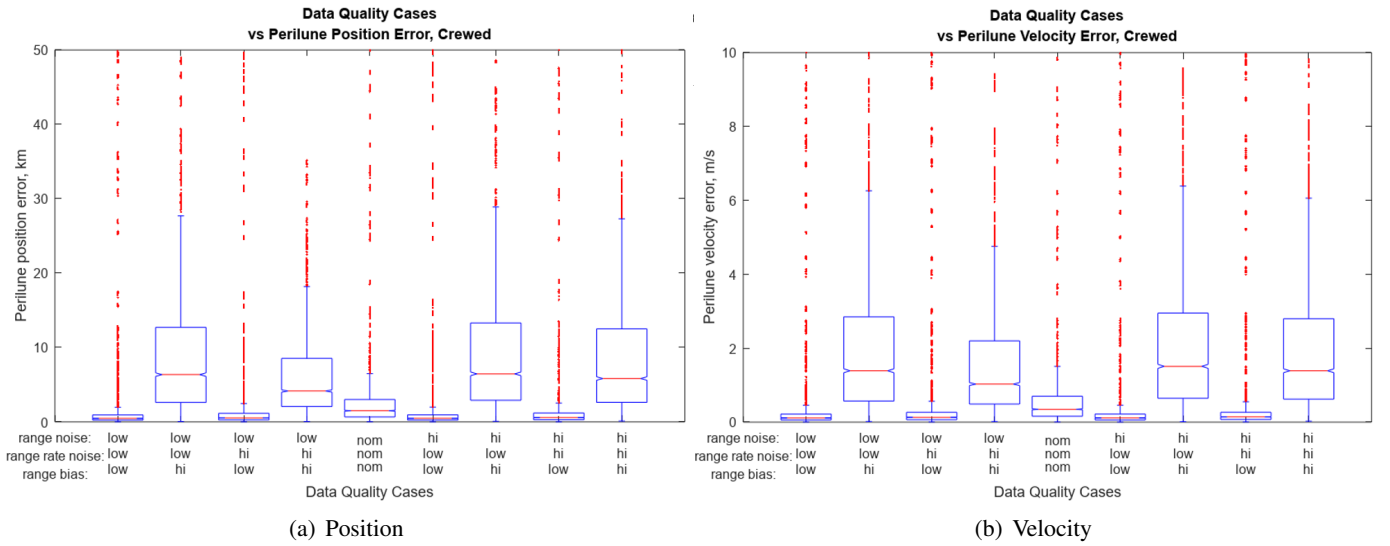 Data Quality Cases
vs Perilune Position Error, Crewed
Perilune position error, km
50
40
30
20
10
0
range noise: low low low low nom hi hi hi hi
range rate noise: low low hi hi nom low low hi hi
range bias: low hi low hi nom low hi low hi
Data Quality Cases
(a) Position
Data Quality Cases
vs Perilune Velocity Error, Crewed
Perilune velocity error, m/s
10
8
6
4
2
0
range noise: low low low low nom hi hi hi hi
range rate noise: low low hi hi nom low low hi hi
range bias: low hi low hi nom low hi low hi
Data Quality Cases
(b) Velocity